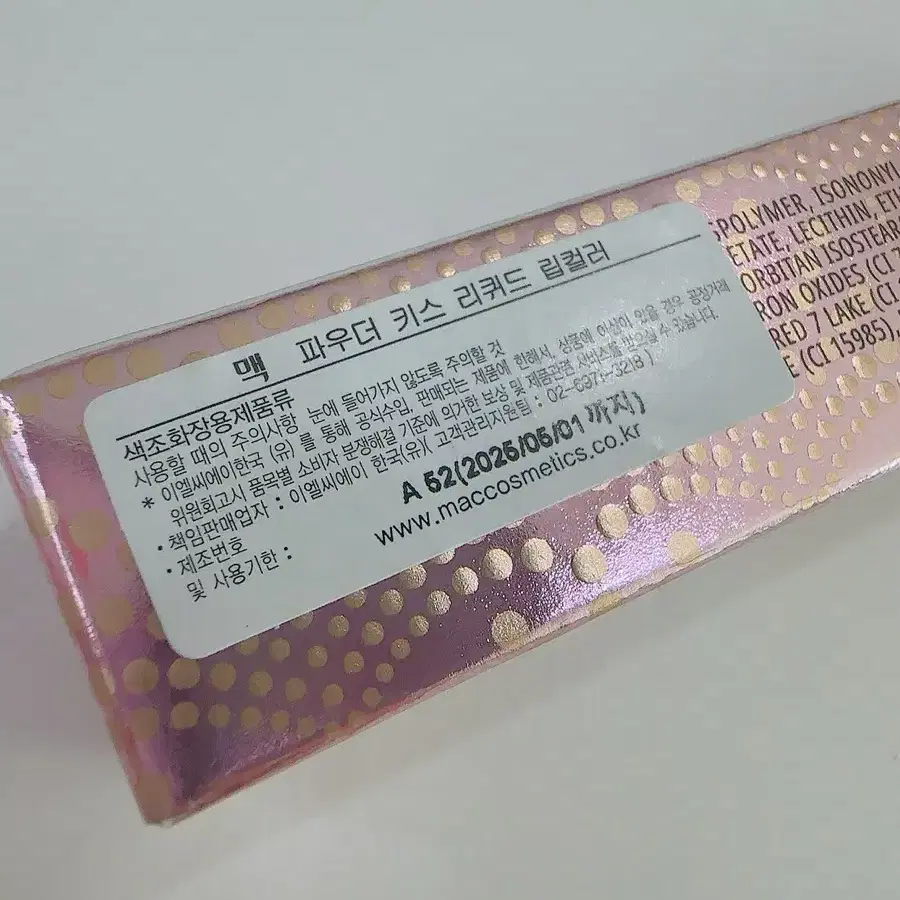 맥 파우더 키스 리퀴드 립컬러
색조화장용제품류
사용할 때의 주의사항 눈에 들어가지 않도록 주의할 것
* 이엘씨에이한국 (유) 를 통해 공식수입, 판매되는 제품에 한해서, 상품에 이상이 있을 경우 공정거래
위원회고시 품목별 소비자 분쟁해결 기준에 의거한 보상 및 제품관련 서비스를 받으실 수 있습니다.
• 책임판매업자 : 이엘씨에이 한국(유)( 고객관리지원팀 : 02-6971-3218 )
• 제조번호
및 사용기한 : A 52(2025/05/01 까지)
www.maccosmetics.co.kr
POLYMER, ISONONYL
ETATE, LECITHIN, ETH
ORBITAN ISOSTEAR
RON OXIDES (CI
RED 7 LAKE (CI
E (CI 15985),